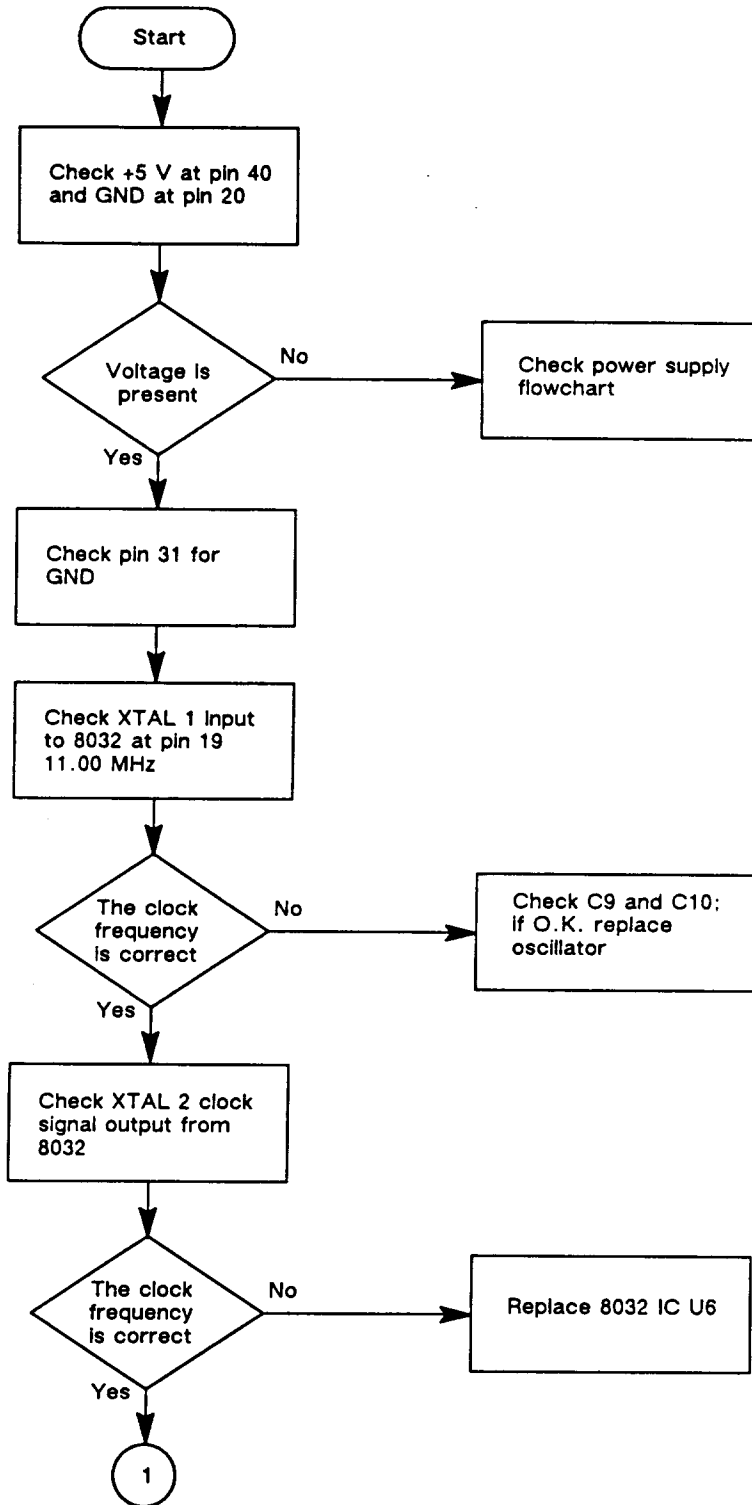 Start
Check +5 V at pin 40
and GND at pin 20
Voltage is
present
No
Check power supply
flowchart
Yes
Check pin 31 for
GND
Check XTAL 1 input
to 8032 at pin 19
11.00 MHz
The clock
frequency
is correct
No
Check C9 and C10;
if O.K. replace
oscillator
Yes
Check XTAL 2 clock
signal output from
8032
The clock
frequency
is correct
No
Replace 8032 IC U6
Yes
1